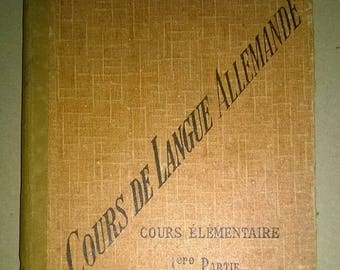 COURS DE LANGUE ALLEMANDE
COURS ÉLÉMENTAIRE
1ère PARTIE